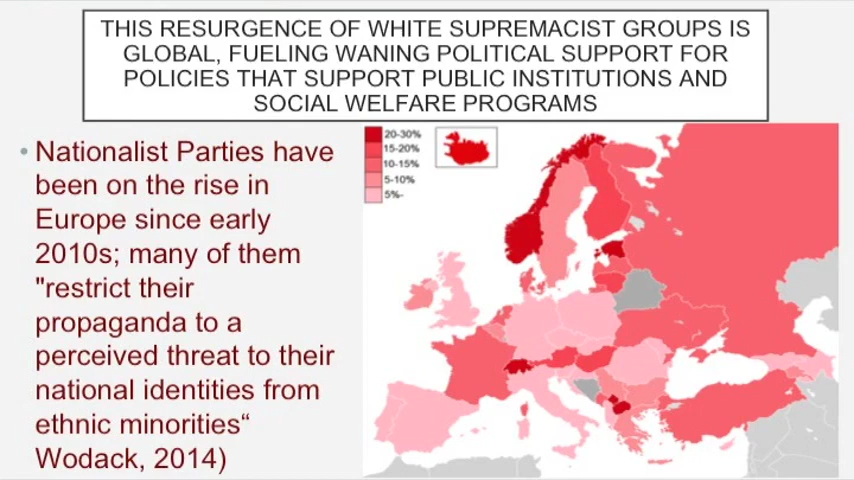 THIS RESURGENCE OF WHITE SUPREMACIST GROUPS IS
GLOBAL, FUELING WANING POLITICAL SUPPORT FOR
POLICIES THAT SUPPORT PUBLIC INSTITUTIONS AND
SOCIAL WELFARE PROGRAMS
• Nationalist Parties have
been on the rise in
Europe since early
2010s; many of them
"restrict their
propaganda to a
perceived threat to their
national identities from
ethnic minorities“
Wodack, 2014)
20-30%
15-20%
10-15%
5-10%
5%-